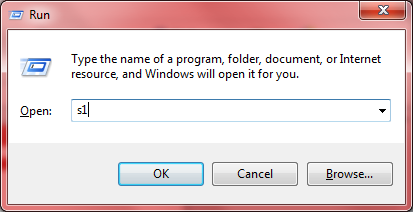 Run
Type the name of a program, folder, document, or Internet
resource, and Windows will open it for you.
Open:
s1
OK
Cancel
Browse...